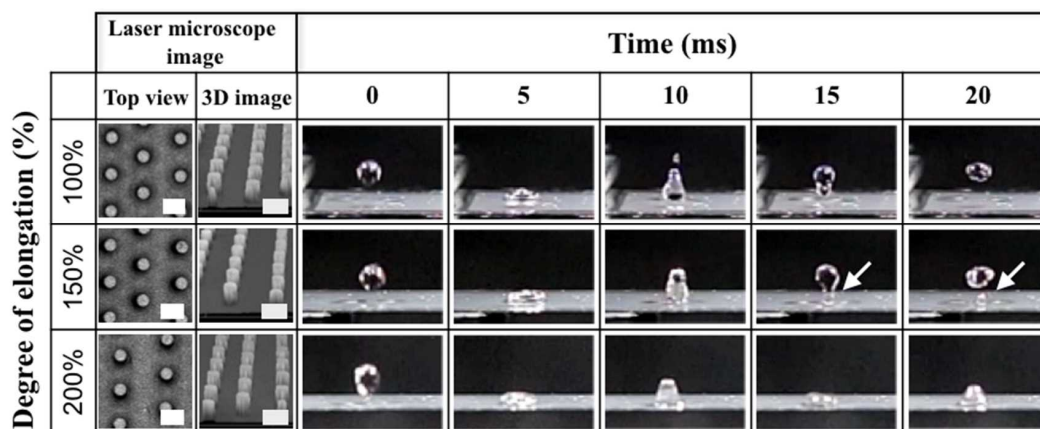 Laser microscope
image
Time (ms)
Top view
3D image
0
5
10
15
20
Degree of elongation (%)
100%
150%
200%